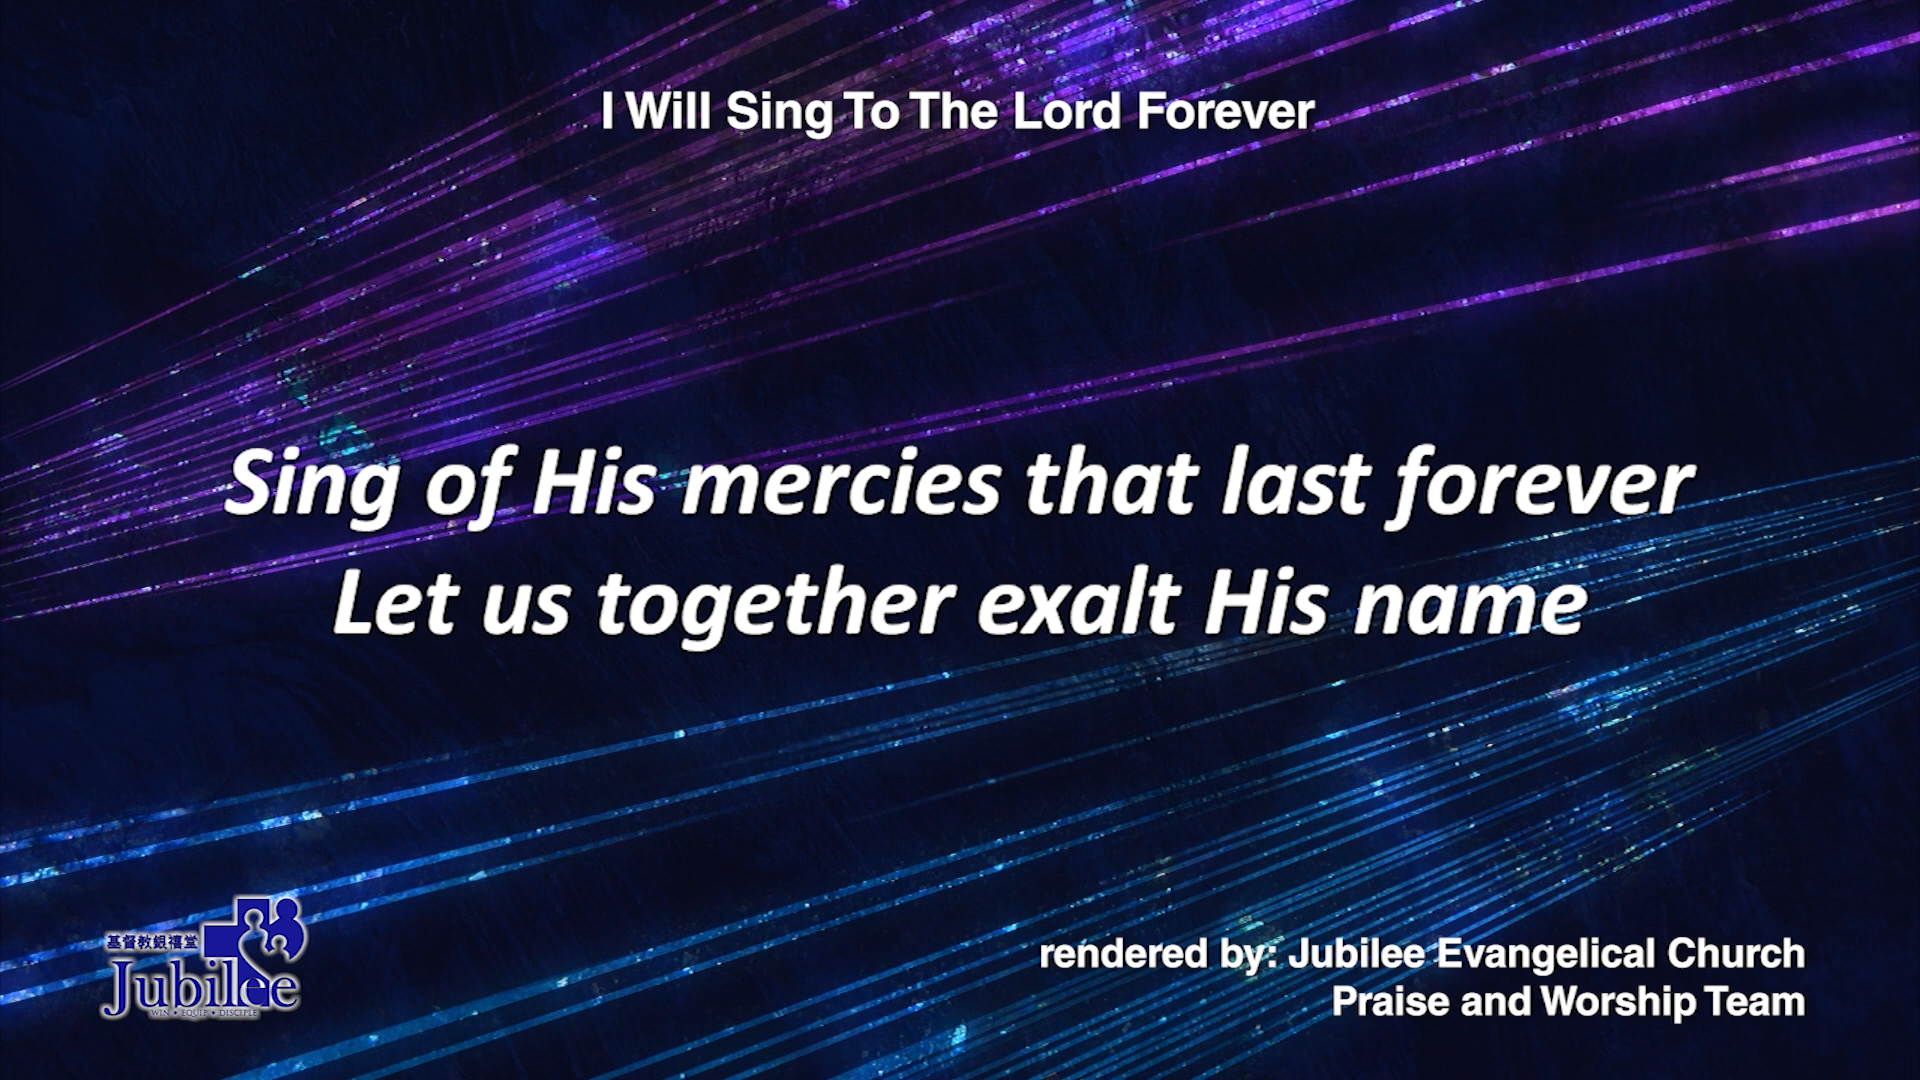 I Will Sing To The Lord Forever
Sing of His mercies that last forever
Let us together exalt His name
基督教銀禧堂
Jubilee
WIN • EQUIP • DISCIPLE
rendered by: Jubilee Evangelical Church
Praise and Worship Team